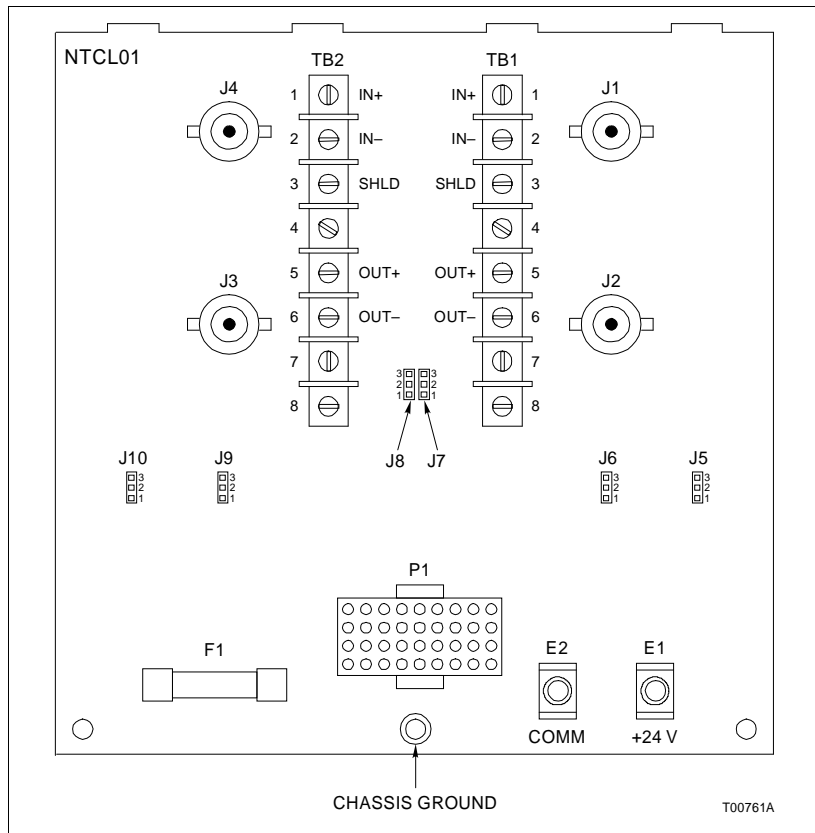 NTCL01
TB2 TB1
J4 J1
1 IN+ IN+ 1
2 IN– IN– 2
3 SHLD SHLD 3
4 4
J3 J2
5 OUT+ OUT+ 5
6 OUT– OUT– 6
7 7
3 3
2 2
1 1
8 8
J8 J7
J10 J9 J6 J5
3 3 3 3
2 2 2 2
1 1 1 1
P1
F1 E2 E1
COMM +24 V
CHASSIS GROUND
T00761A